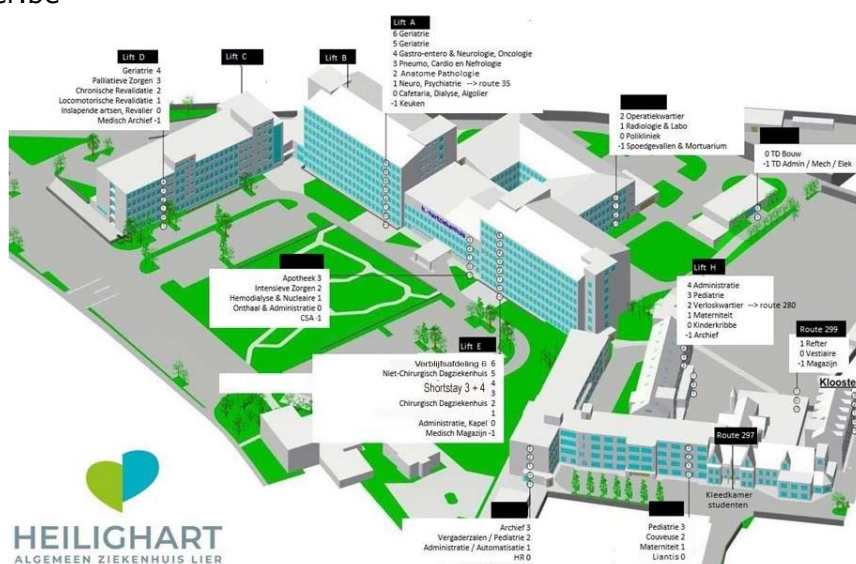 Lift A
6 Geriatrie
5 Geriatrie
4 Gastro-entero & Neurologie, Oncologie
3 Pneumo, Cardio en Nefrologie
2 Anatome Pathologie
1 Neuro, Psychiatrie --> route 35
0 Cafetaria, Dialyse, Algolier
-1 Keuken
Lift B
Lift C
Lift D
Geriatrie 4
Palliatieve Zorgen 3
Chronische Revalidatie 2
Locomotorische Revalidatie 1
Inslapende artsen, Revalier 0
Medisch Archief -1
2 Operatiekwartier
1 Radiologie & Labo
0 Polikliniek
-1 Spoedgevallen & Mortuarium
0 TD Bouw
-1 TD Admin / Mech / Elek
Apotheek 3
Intensieve Zorgen 2
Hemodialyse & Nucleaire 1
Onthaal & Administratie 0
CSA -1
Lift H
4 Administratie
3 Pediatrie
2 Verloskwartier --> route 280
1 Materniteit
0 Kinderkribbe
-1 Archief
Route 299
1 Refter
0 Vestiaire
-1 Magazijn
Klooste
Lift E
Verblijfsafdeling 6 6
Niet-Chirurgisch Dagziekenhuis 5
4
Shortstay 3 + 4
3
Chirurgisch Dagziekenhuis 2
1
Administratie, Kapel 0
Medisch Magazijn -1
Route 297
Kleedkamer
studenten
Archief 3
Vergaderzalen / Pediatrie 2
Administratie / Automatisatie 1
HR 0
Pediatrie 3
Couveuse 2
Materniteit 1
Liantis 0
HEILIGHART
ALGEMEEN ZIEKENHUIS LIER